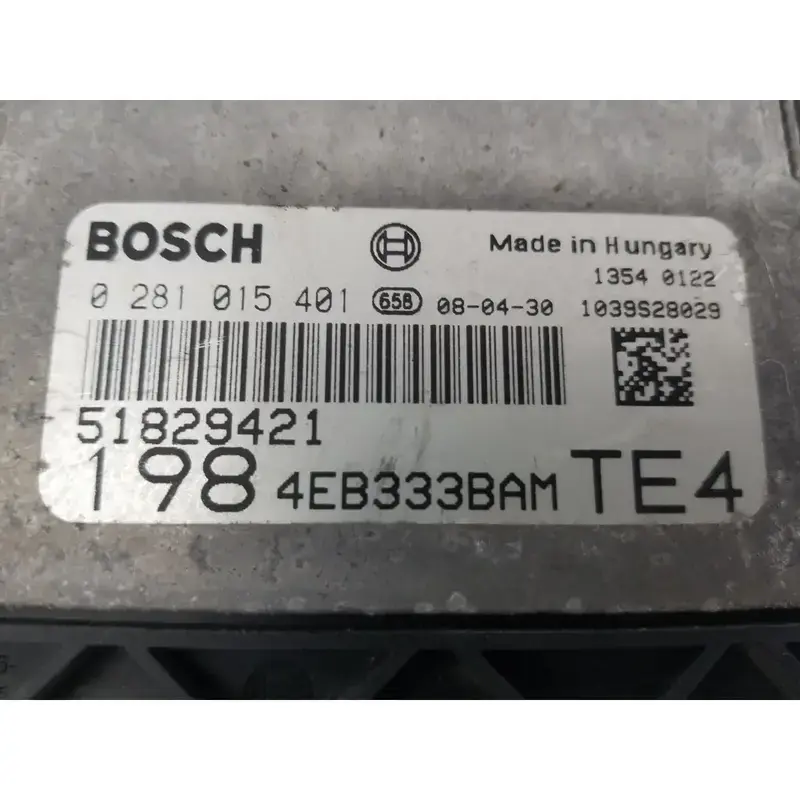 BOSCH Made in Hungary
1354 0122
0 281 015 401 658 08-04-30 1039S28029
51829421
198 4EB333BAM TE4